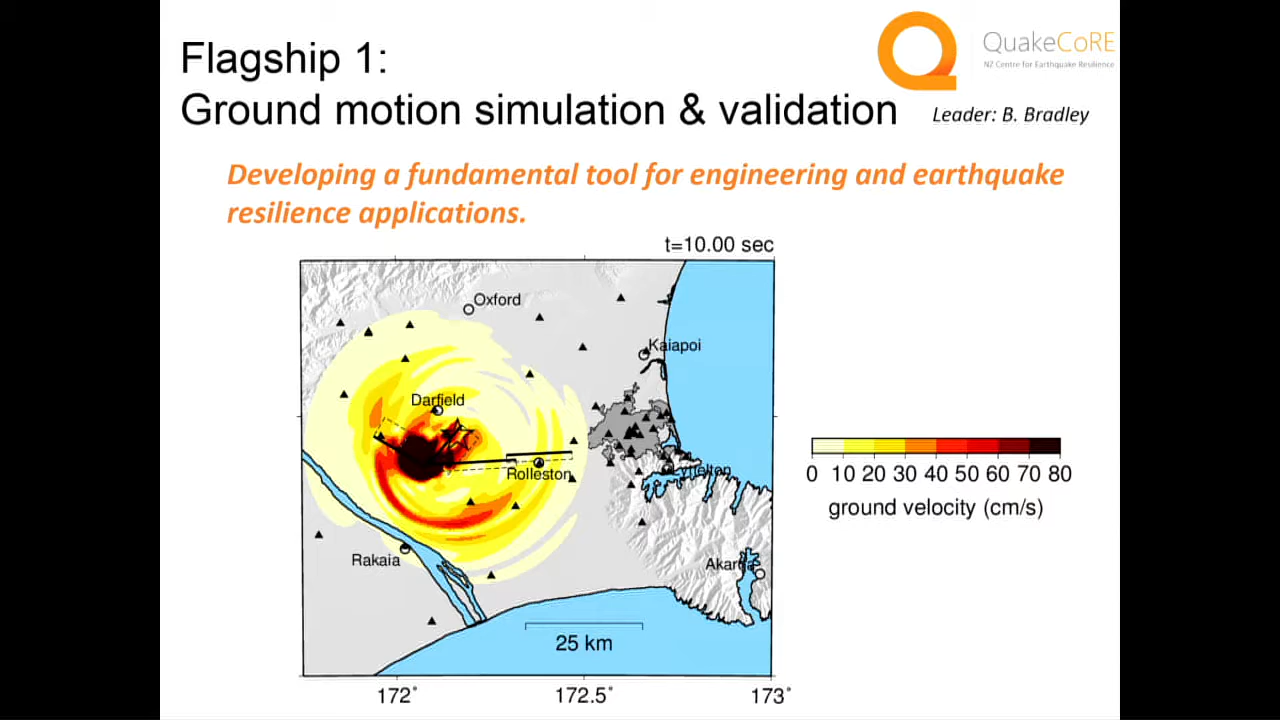 Flagship 1:
QuakeCoRE
NZ Centre for Earthquake Resilience
Ground motion simulation & validation
Leader: B. Bradley
Developing a fundamental tool for engineering and earthquake
resilience applications.
t=10.00 sec
Oxford
Kaiapoi
Darfield
Rolleston
Lyttelton
Rakaia
Akaroa
25 km
172°
172.5°
173°
0 10 20 30 40 50 60 70 80
ground velocity (cm/s)